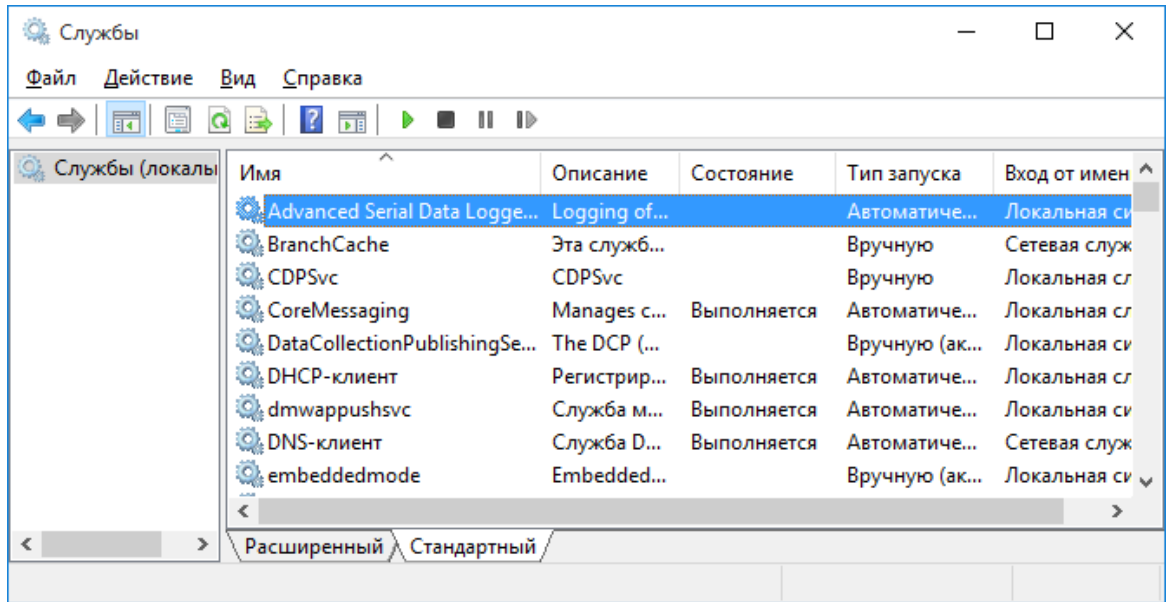 Службы
Файл Действие Вид Справка
Службы (локалы
Имя Описание Состояние Тип запуска Вход от имен
Advanced Serial Data Logge... Logging of... Автоматиче... Локальная си
BranchCache Эта служб... Вручную Сетевая служ
CDPSvc CDPSvc Вручную Локальная сл
CoreMessaging Manages c... Выполняется Автоматиче... Локальная сл
DataCollectionPublishingSe... The DCP (... Вручную (ак... Локальная си
DHCP-клиент Регистрир... Выполняется Автоматиче... Локальная сл
dmwappushsvc Служба м... Выполняется Автоматиче... Локальная си
DNS-клиент Служба D... Выполняется Автоматиче... Сетевая служ
embeddedmode Embedded... Вручную (ак... Локальная си
Расширенный Стандартный